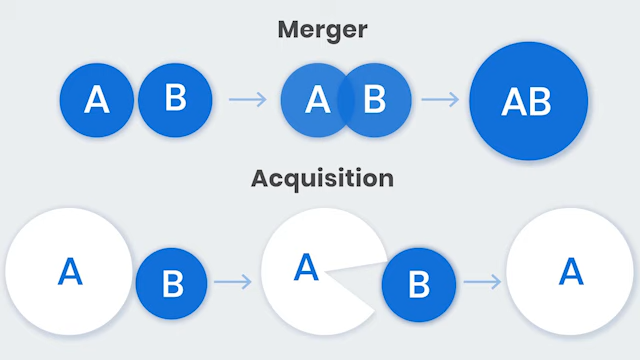 Merger
A B A B AB
Acquisition
A B A B A